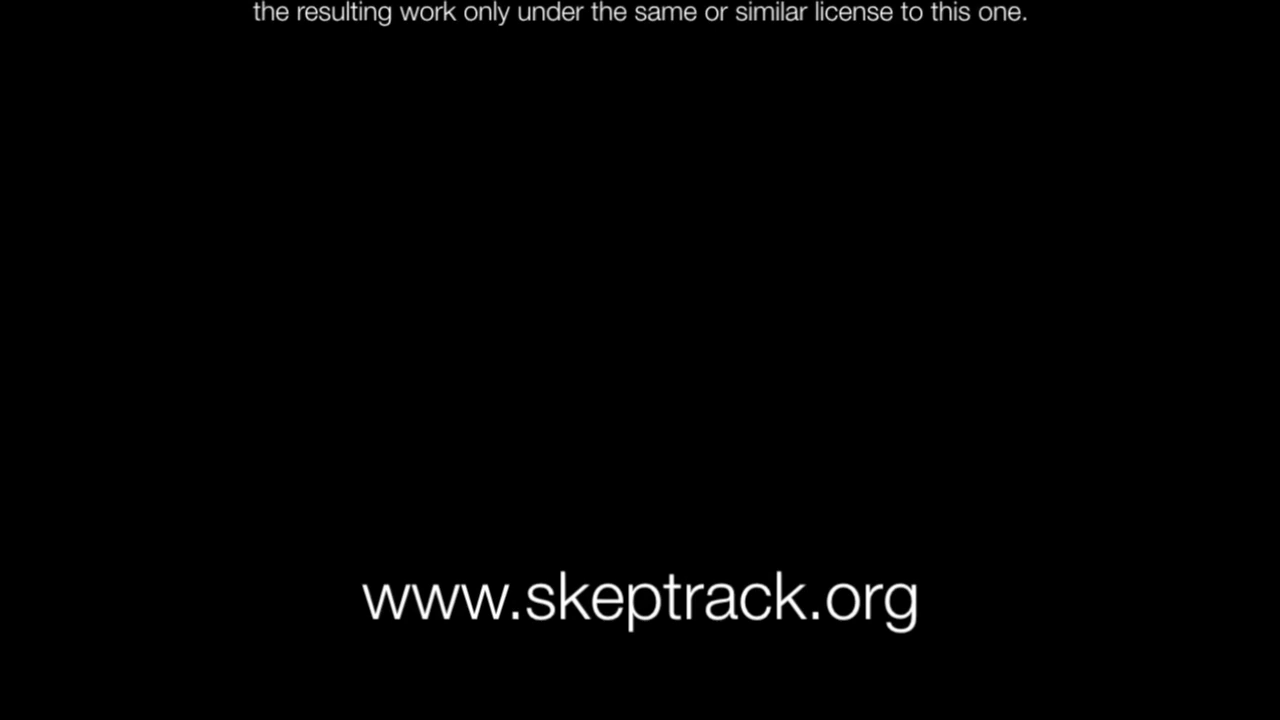 the resulting work only under the same or similar license to this one.
www.skeptrack.org